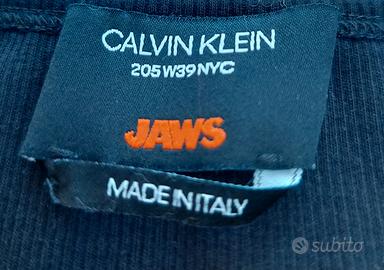 CALVIN KLEIN
205W39NYC
JAWS
MADE IN ITALY
subito